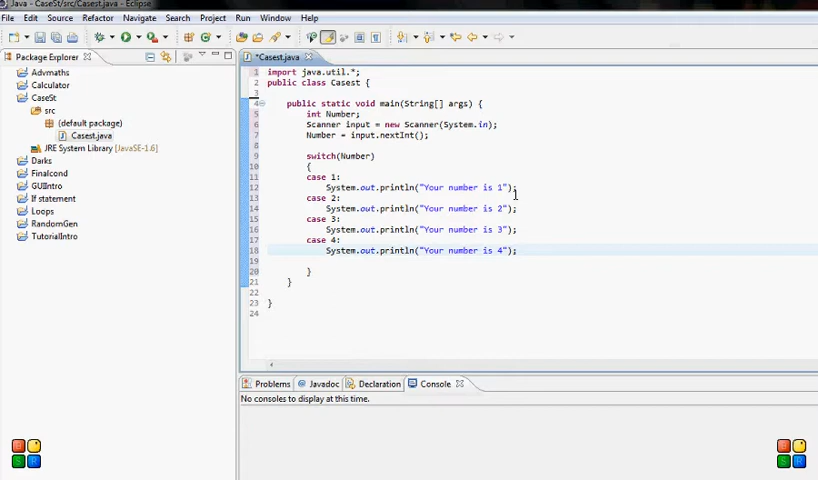 Java - CaseSt/src/Casest.java - Eclipse
File Edit Source Refactor Navigate Search Project Run Window Help
Package Explorer
*Casest.java
Advmaths
Calculator
CaseSt
src
(default package)
Casest.java
JRE System Library [JavaSE-1.6]
Darks
Finalcond
GUIntro
If statement
Loops
RandomGen
TutorialIntro
1 import java.util.*;
2 public class Casest {
3
4 public static void main(String[] args) {
5 int Number;
6 Scanner input = new Scanner(System.in);
7 Number = input.nextInt();
8
9 switch(Number)
10 {
11 case 1:
12 System.out.println("Your number is 1");
13 case 2:
14 System.out.println("Your number is 2");
15 case 3:
16 System.out.println("Your number is 3");
17 case 4:
18 System.out.println("Your number is 4");
19
20 }
21 }
22
23 }
24
Problems @ Javadoc Declaration Console
No consoles to display at this time.